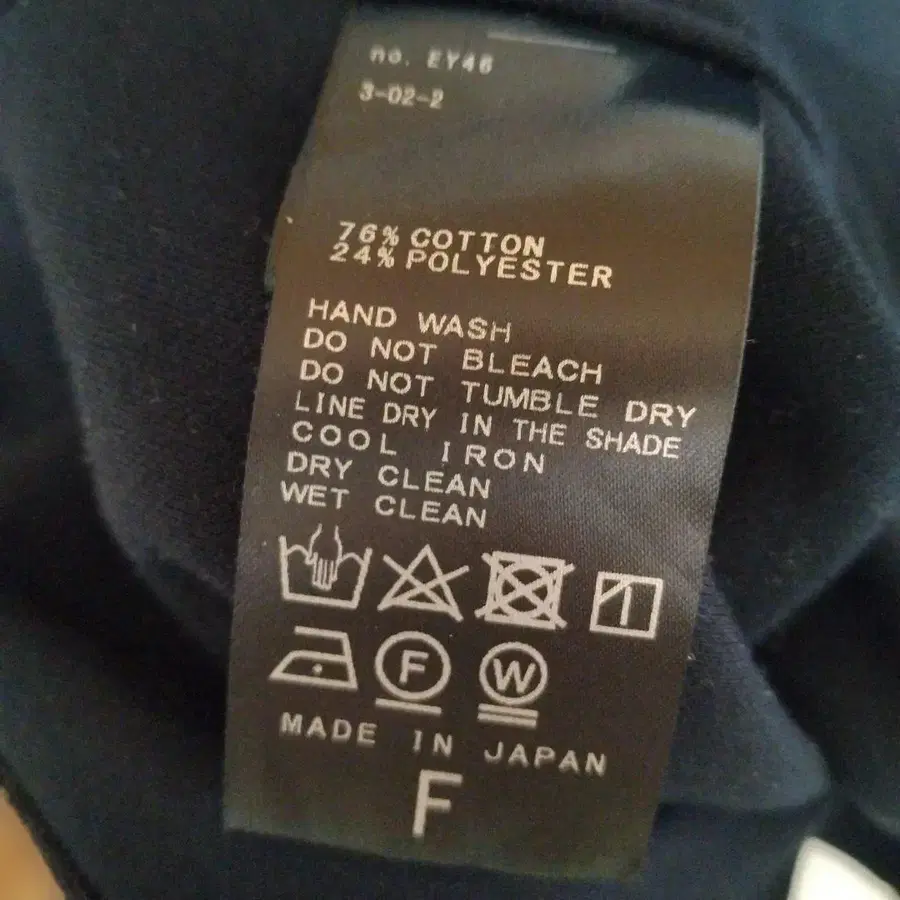 no. EY46
3-02-2
76% COTTON
24% POLYESTER
HAND WASH
DO NOT BLEACH
DO NOT TUMBLE DRY
LINE DRY IN THE SHADE
COOL IRON
DRY CLEAN
WET CLEAN
F
W
MADE IN JAPAN
F